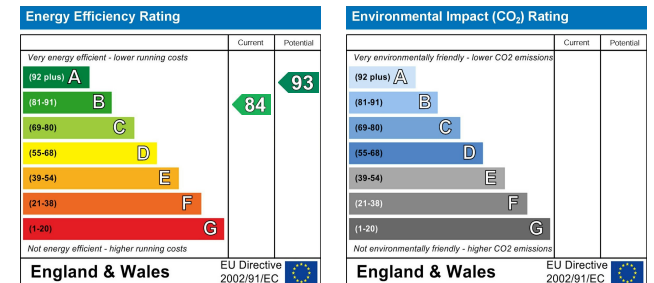 Energy Efficiency Rating
Current Potential
Very energy efficient - lower running costs
(92 plus) A
93
(81-91) B
84
(69-80) C
(55-68) D
(39-54) E
(21-38) F
(1-20) G
Not energy efficient - higher running costs
England & Wales
EU Directive
2002/91/EC
Environmental Impact (CO₂) Rating
Current Potential
Very environmentally friendly - lower CO2 emissions
(92 plus) A
(81-91) B
(69-80) C
(55-68) D
(39-54) E
(21-38) F
(1-20) G
Not environmentally friendly - higher CO2 emissions
England & Wales
EU Directive
2002/91/EC